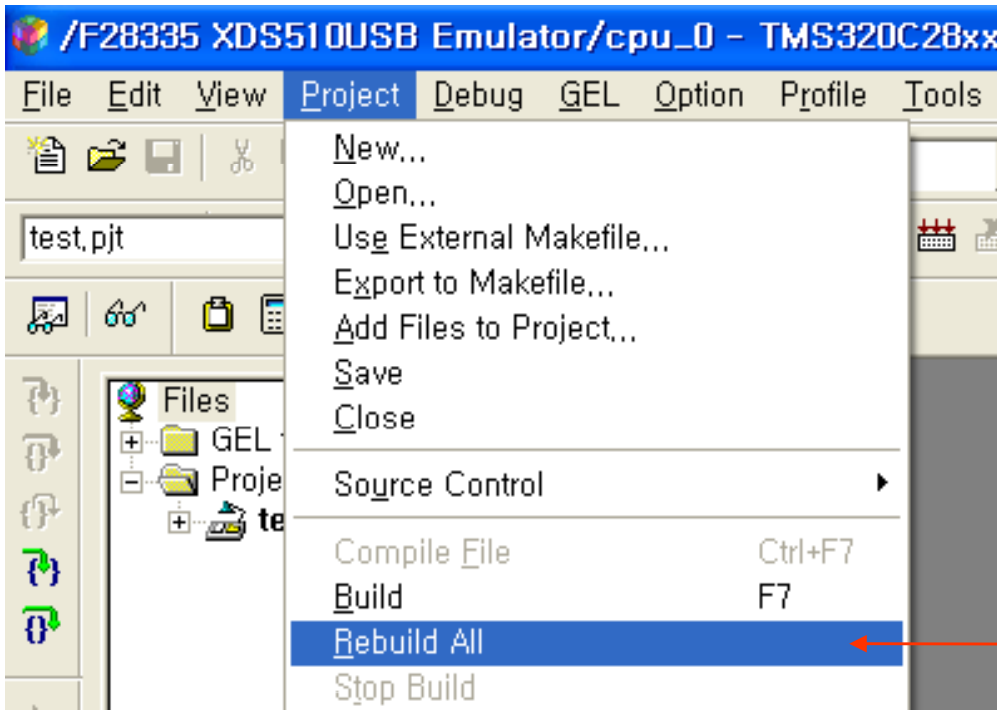 /F28335 XDS510USB Emulator/cpu_0 - TMS320C28xx
File Edit View Project Debug GEL Option Profile Tools
New...
Open...
test.pjt
Use External Makefile...
Export to Makefile...
Add Files to Project...
Save
Files
Close
GEL
Source Control
Compile File Ctrl+F7
Build F7
Rebuild All
Stop Build